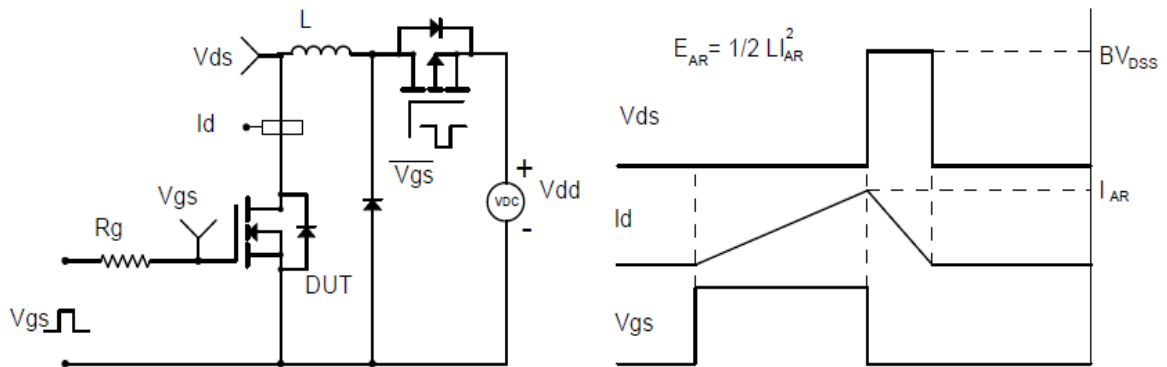 L
Vds
Id
Vgs
Rg
DUT
Vgs
Vgs
+
VDC
-
Vdd
E_AR = 1/2 LI²_AR
BV_DSS
Vds
I_AR
Id
Vgs